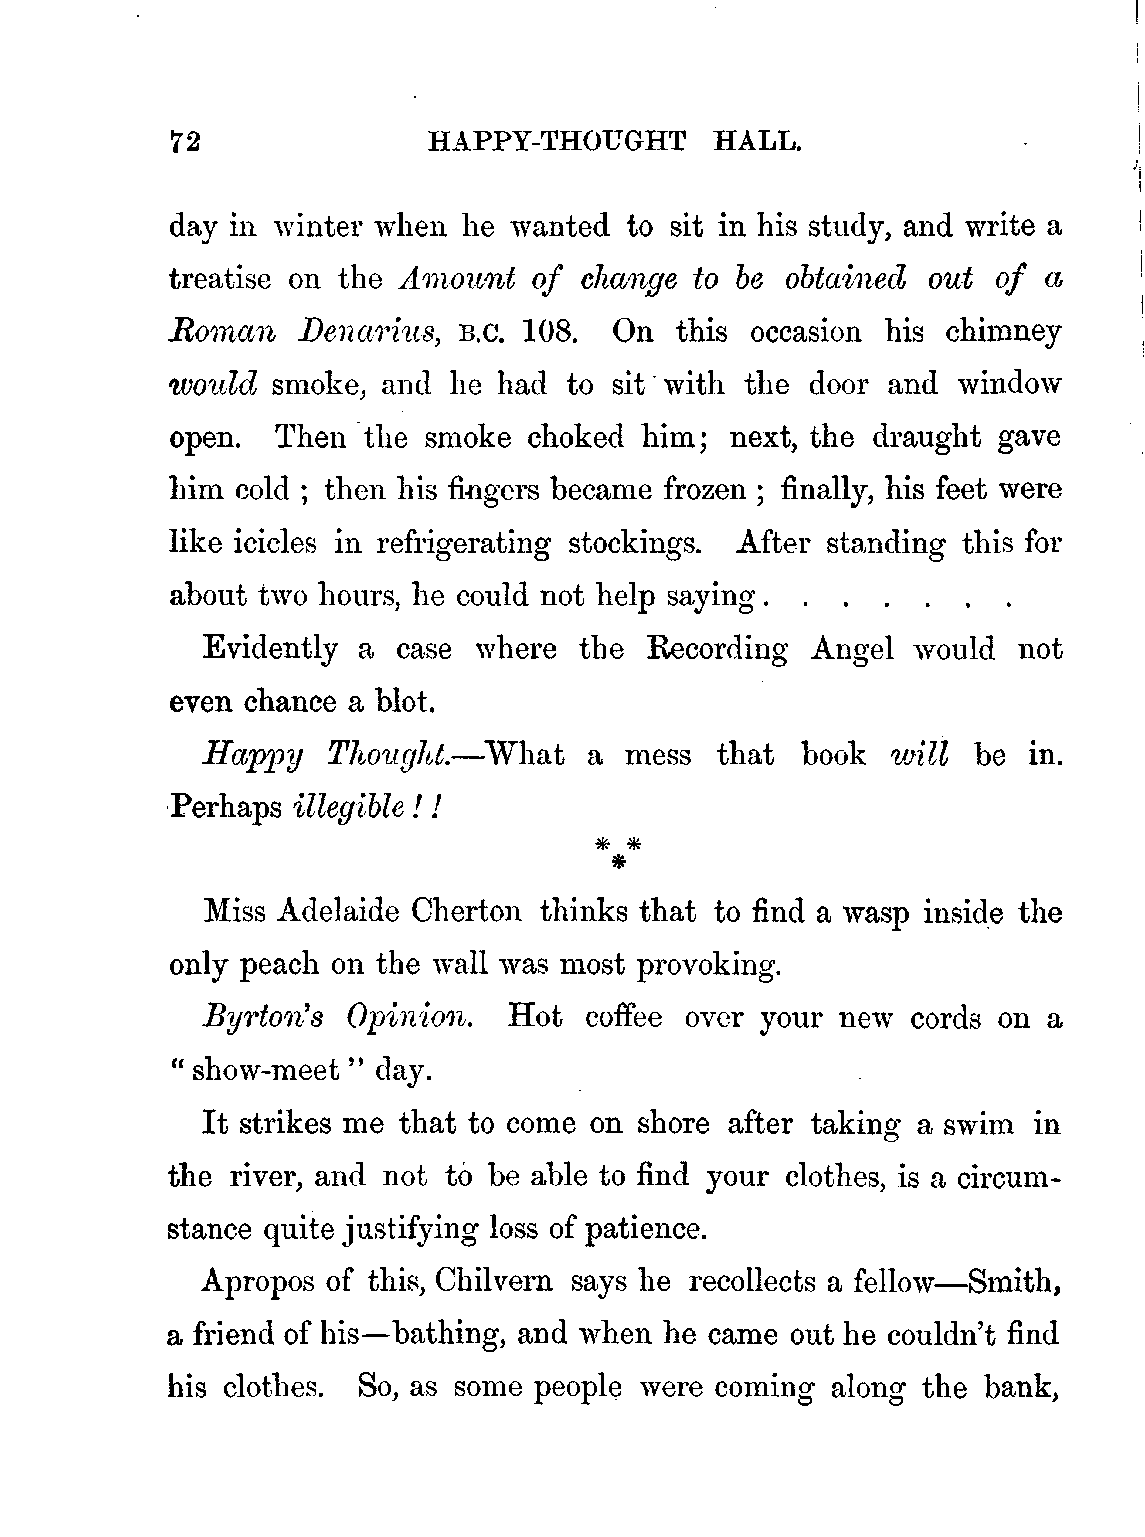 72 HAPPY-THOUGHT HALL.
day in winter when he wanted to sit in his study, and write a
treatise on the Amount of change to be obtained out of a
Roman Denarius, B.C. 108. On this occasion his chimney
would smoke, and he had to sit with the door and window
open. Then the smoke choked him; next, the draught gave
him cold ; then his fingers became frozen ; finally, his feet were
like icicles in refrigerating stockings. After standing this for
about two hours, he could not help saying . . . . . . .
Evidently a case where the Recording Angel would not
even chance a blot.
Happy Thought.—What a mess that book will be in.
Perhaps illegible ! !
* *
*
Miss Adelaide Cherton thinks that to find a wasp inside the
only peach on the wall was most provoking.
Byrton's Opinion. Hot coffee over your new cords on a
“ show-meet ” day.
It strikes me that to come on shore after taking a swim in
the river, and not to be able to find your clothes, is a circum-
stance quite justifying loss of patience.
Apropos of this, Chilvern says he recollects a fellow—Smith,
a friend of his—bathing, and when he came out he couldn't find
his clothes. So, as some people were coming along the bank,